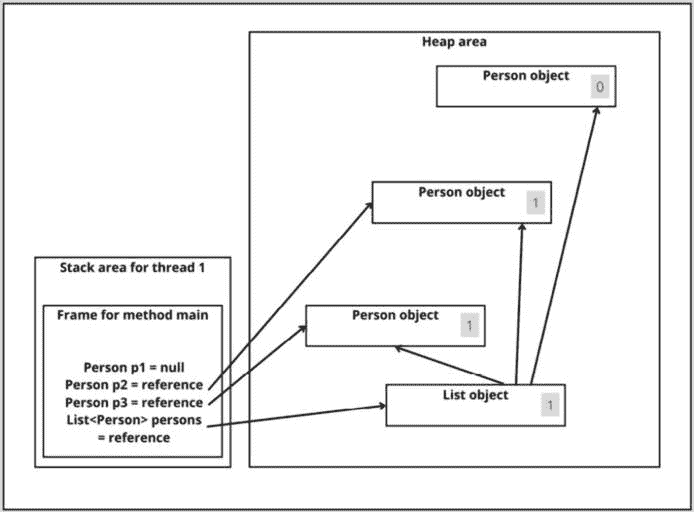 Heap area
Person object
0
Person object
1
Stack area for thread 1
Frame for method main
Person object
1
Person p1 = null
Person p2 = reference
Person p3 = reference
List<Person> persons
= reference
List object
1